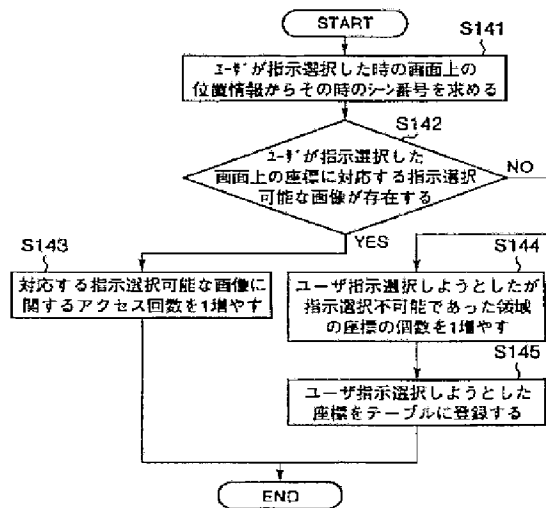 START
S141
ﾕｰｻﾞが指示選択した時の画面上の
位置情報からその時のｼｰﾝ番号を求める
S142
ﾕｰｻﾞが指示選択した
画面上の座標に対応する指示選択
可能な画像が存在する
NO
YES
S143
対応する指示選択可能な画像に
関するアクセス回数を1増やす
S144
ユーザ指示選択しようとしたが
指示選択不可能であった領域
の座標の個数を1増やす
S145
ユーザ指示選択しようとした
座標をテーブルに登録する
END